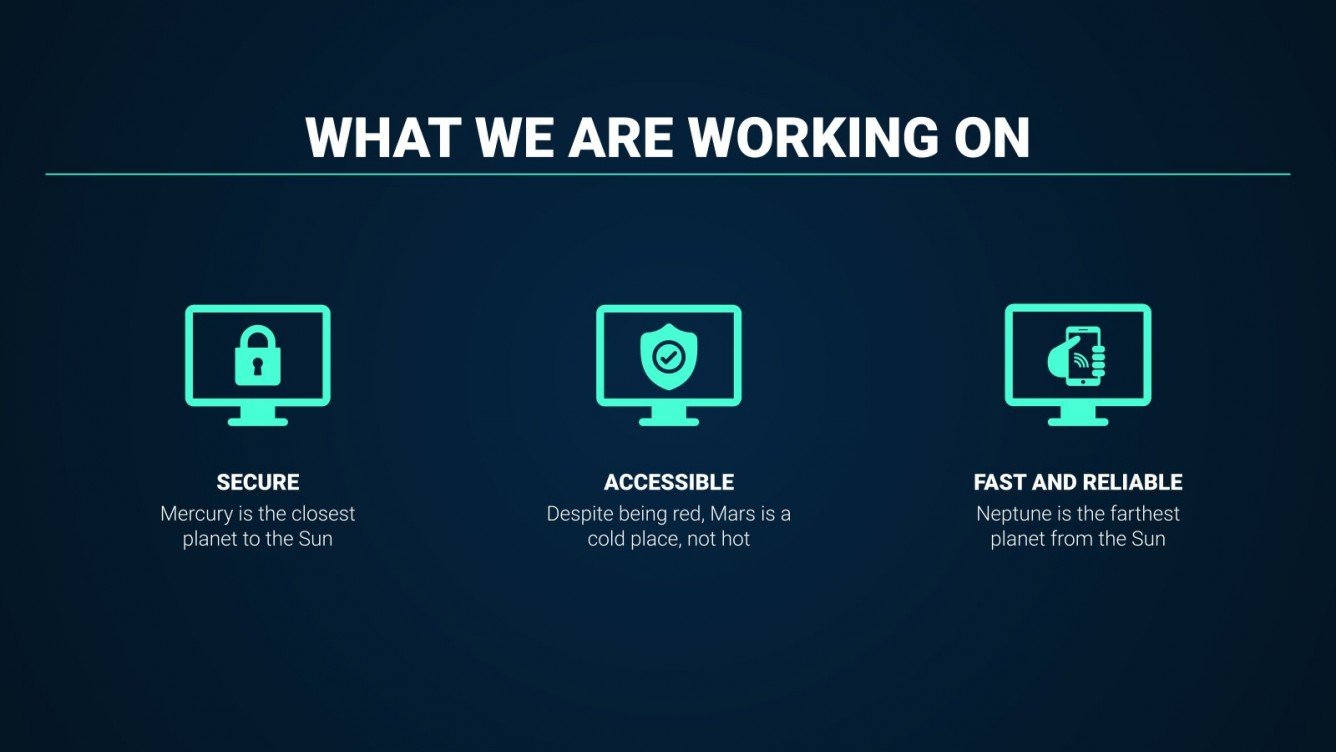 WHAT WE ARE WORKING ON
SECURE
Mercury is the closest
planet to the Sun
ACCESSIBLE
Despite being red, Mars is a
cold place, not hot
FAST AND RELIABLE
Neptune is the farthest
planet from the Sun